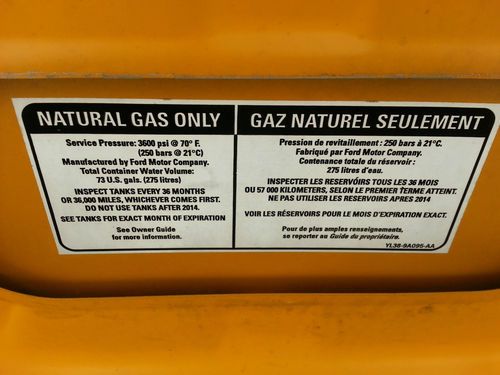 NATURAL GAS ONLY
Service Pressure: 3600 psi @ 70° F.
(250 bars @ 21°C)
Manufactured by Ford Motor Company.
Total Container Water Volume:
73 U.S. gals. (275 litres)
INSPECT TANKS EVERY 36 MONTHS
OR 36,000 MILES, WHICHEVER COMES FIRST.
DO NOT USE TANKS AFTER 2014.
SEE TANKS FOR EXACT MONTH OF EXPIRATION
See Owner Guide
for more information.
GAZ NATUREL SEULEMENT
Pression de revitaillement: 250 bars à 21°C.
Fabriqué par Ford Motor Company.
Contenance totale du réservoir:
275 litres d'eau.
INSPECTER LES RESERVOÎRS TOUS LES 36 MOIS
OU 57 000 KILOMETERS, SELON LE PREMIER TERME ATTEINT.
NE PAS UTILISER LES RESERVOIRS APRES 2014
VOIR LES RÉSERVOIRS POUR LE MOIS D'EXPIRATION EXACT.
Pour de plus amples renseignements,
se reporter au Guide du propriétaire.
YL38-9A095-AA